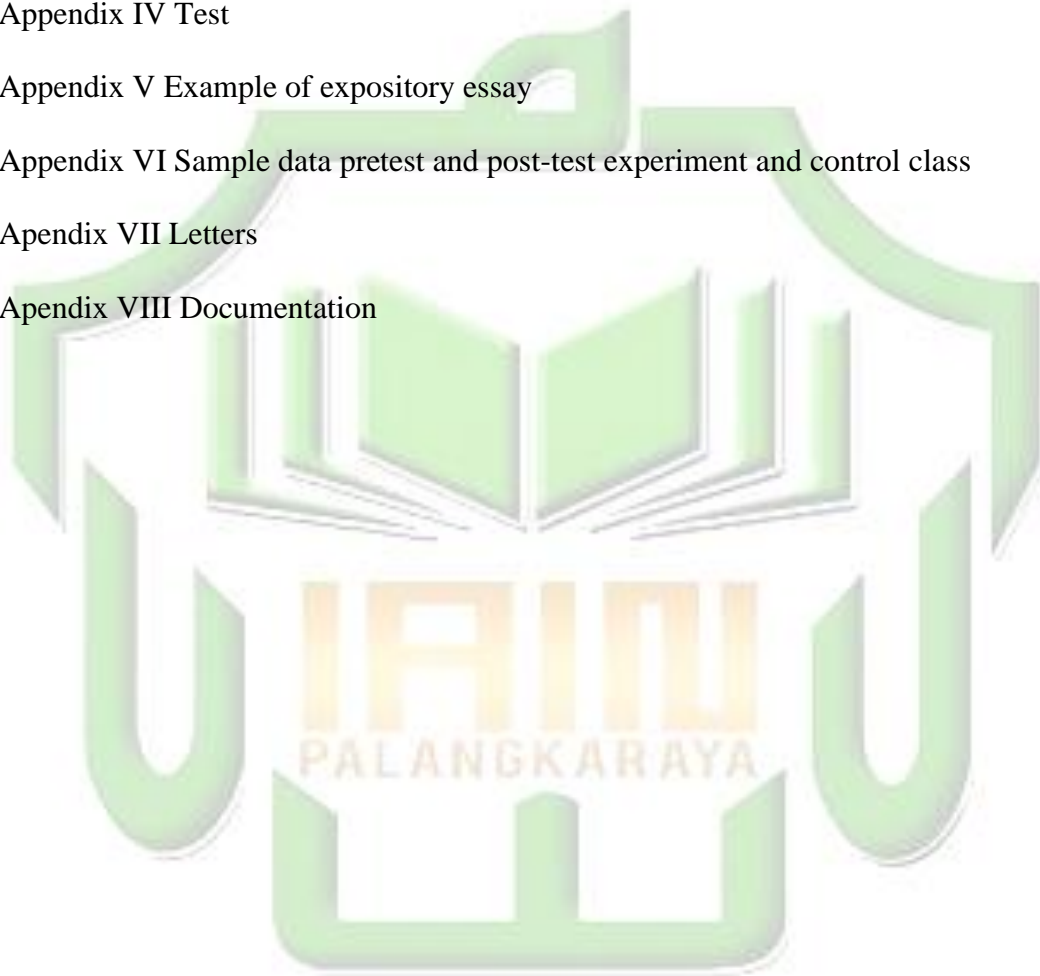 Appendix IV Test
Appendix V Example of expository essay
Appendix VI Sample data pretest and post-test experiment and control class
Apendix VII Letters
Apendix VIII Documentation
IAIN
PALANGKARAYA